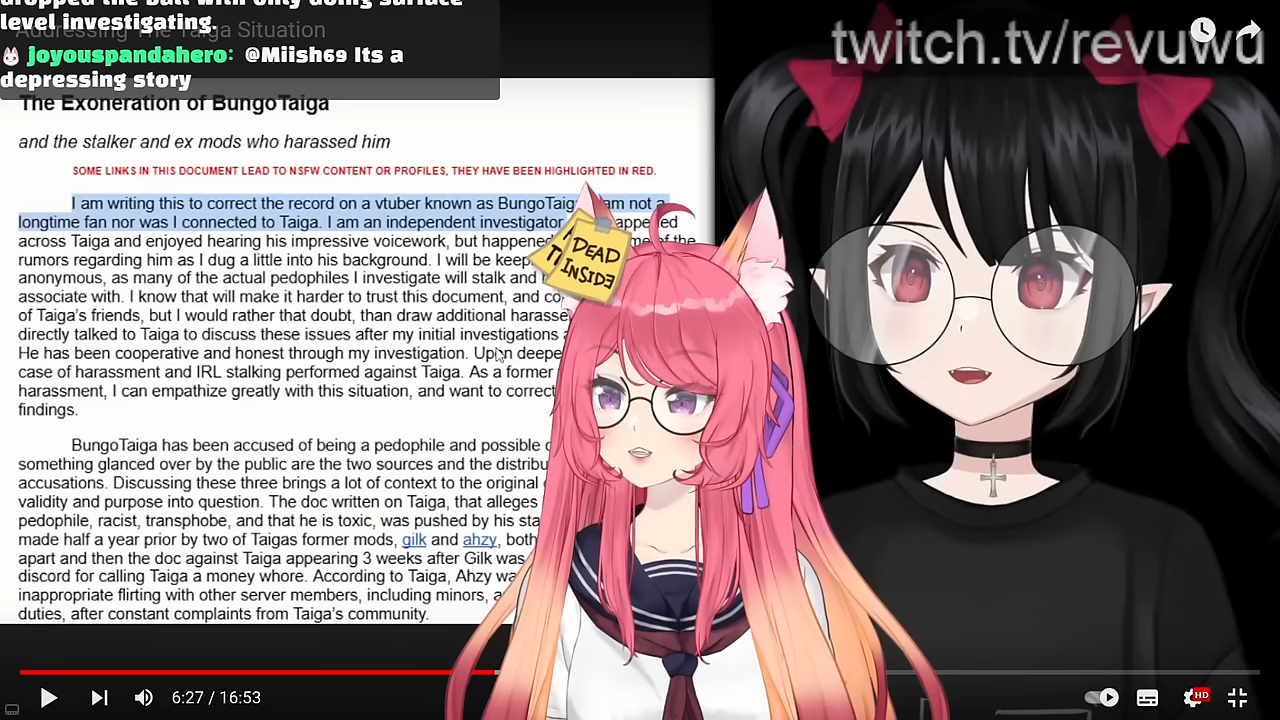 dropped the ball with only doing surface
level investigating.
Addressing The Taiga Situation
joyouspandahero: @Miish69 Its a
depressing story
twitch.tv/revuwu
The Exoneration of BungoTaiga
and the stalker and ex mods who harassed him
SOME LINKS IN THIS DOCUMENT LEAD TO NSFW CONTENT OR PROFILES, THEY HAVE BEEN HIGHLIGHTED IN RED.
I am writing this to correct the record on a vtuber known as BungoTaiga. I am not a
longtime fan nor was I connected to Taiga. I am an independent investigator happened
across Taiga and enjoyed hearing his impressive voicework, but happened me of the
rumors regarding him as I dug a little into his background. I will be keep
anonymous, as many of the actual pedophiles I investigate will stalk and
associate with. I know that will make it harder to trust this document, and co
of Taiga's friends, but I would rather that doubt, than draw additional harass
directly talked to Taiga to discuss these issues after my initial investigations
He has been cooperative and honest through my investigation. Upon deepe
case of harassment and IRL stalking performed against Taiga. As a former
harassment, I can empathize greatly with this situation, and want to correct
findings.
BungoTaiga has been accused of being a pedophile and possible
something glanced over by the public are the two sources and the distribu
accusations. Discussing these three brings a lot of context to the original
validity and purpose into question. The doc written on Taiga, that alleges
pedophile, racist, transphobe, and that he is toxic, was pushed by his sta
made half a year prior by two of Taigas former mods, gilk and ahzy, both
apart and then the doc against Taiga appearing 3 weeks after Gilk was
discord for calling Taiga a money whore. According to Taiga, Ahzy wa
inappropriate flirting with other server members, including minors, a
duties, after constant complaints from Taiga's community.
DEAD
INSIDE
6:27 / 16:53
HD